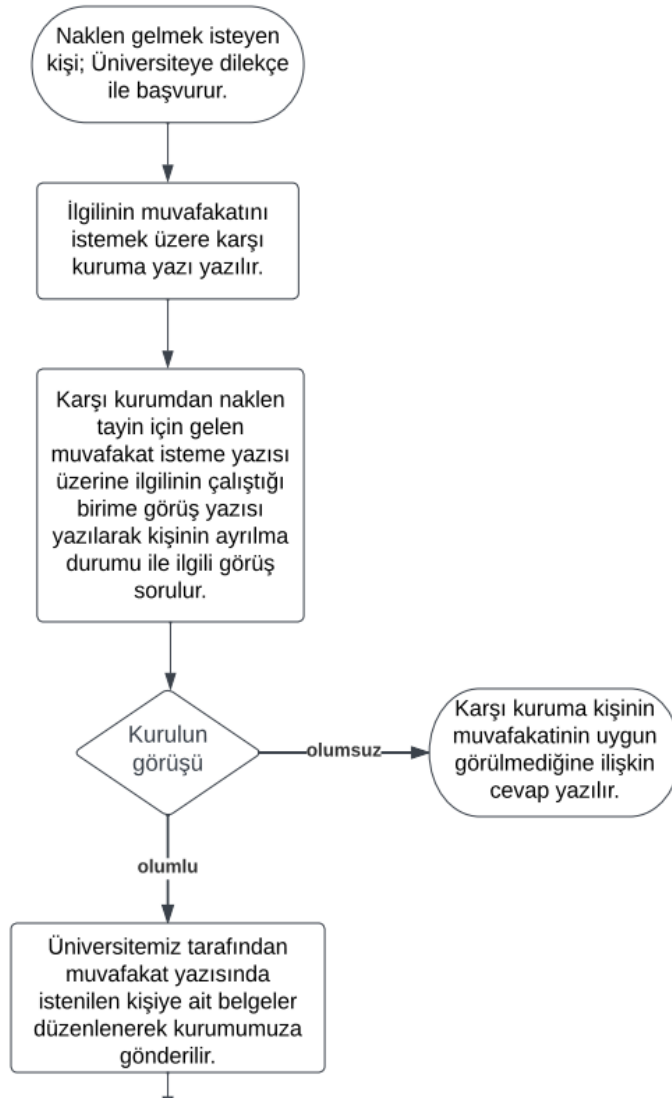 Naklen gelmek isteyen
kişi; Üniversiteye dilekçe
ile başvurur.
İlgilinin muvafakatını
istemek üzere karşı
kuruma yazı yazılır.
Karşı kurumdan naklen
tayin için gelen
muvafakat isteme yazısı
üzerine ilgilinin çalıştığı
birime görüş yazısı
yazılarak kişinin ayrılma
durumu ile ilgili görüş
sorulur.
Kurulun
görüşü
olumsuz
Karşı kuruma kişinin
muvafakatinin uygun
görülmediğine ilişkin
cevap yazılır.
olumlu
Üniversitemiz tarafından
muvafakat yazısında
istenilen kişiye ait belgeler
düzenlenerek kurumumuza
gönderilir.